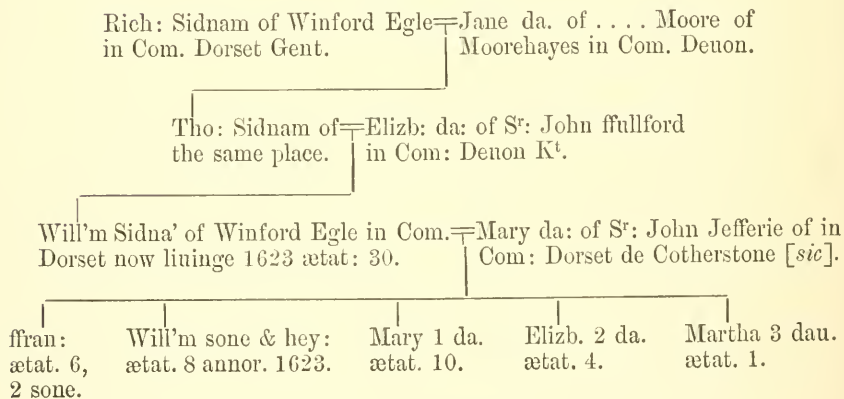 Rich: Sidnam of Winford Egle=Jane da. of . . . . Moore of
in Com. Dorset Gent.
Moorehayes in Com. Deuon.
Tho: Sidnam of=Elizb: da: of Sʳ: John ffullford
the same place.
in Com: Deuon Kᵗ.
Will'm Sidna' of Winford Egle in Com.=Mary da: of Sʳ: John Jefferie of in
Dorset now liuinge 1623 ætat: 30.
Com: Dorset de Cotherstone [sic].
ffran:
ætat. 6,
2 sone.
Will'm sone & hey:
ætat. 8 annor. 1623.
Mary 1 da.
ætat. 10.
Elizb. 2 da.
ætat. 4.
Martha 3 dau.
ætat. 1.